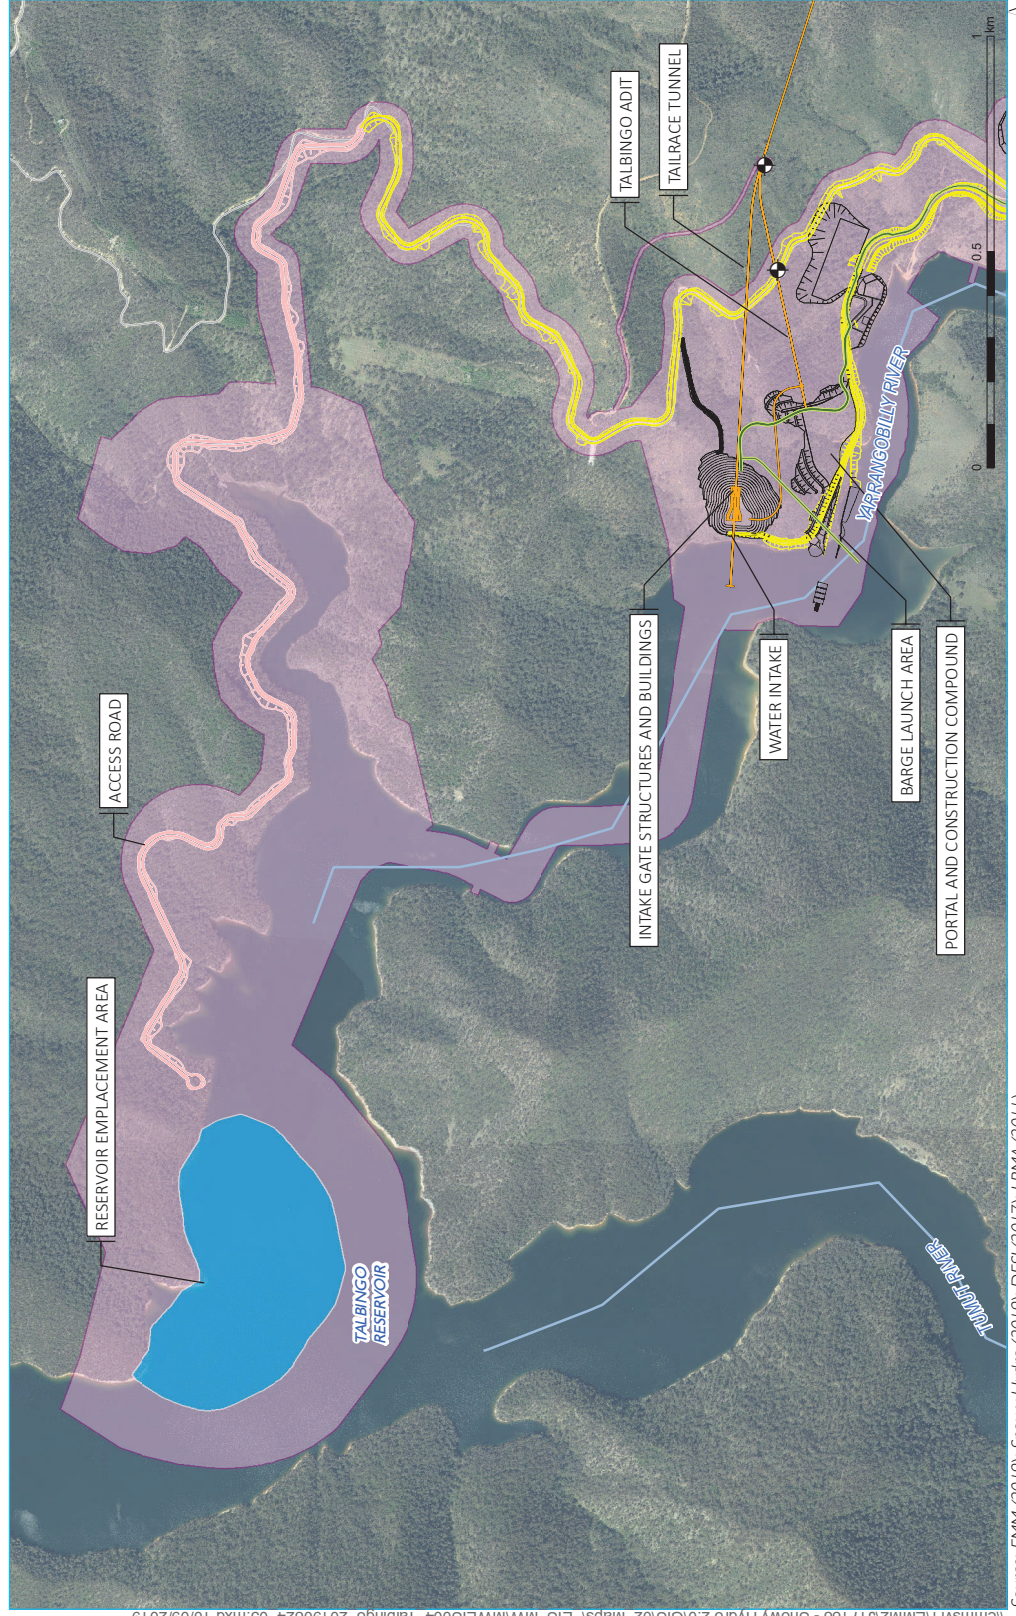 RESERVOIR EMPLACEMENT AREA
ACCESS ROAD
TALBINGO ADIT
TAILRACE TUNNEL
TALBINGO
RESERVOIR
INTAKE GATE STRUCTURES AND BUILDINGS
WATER INTAKE
YARRANGOBILLY RIVER
BARGE LAUNCH AREA
PORTAL AND CONSTRUCTION COMPOUND
TUMUT RIVER
0
0.5
1
km